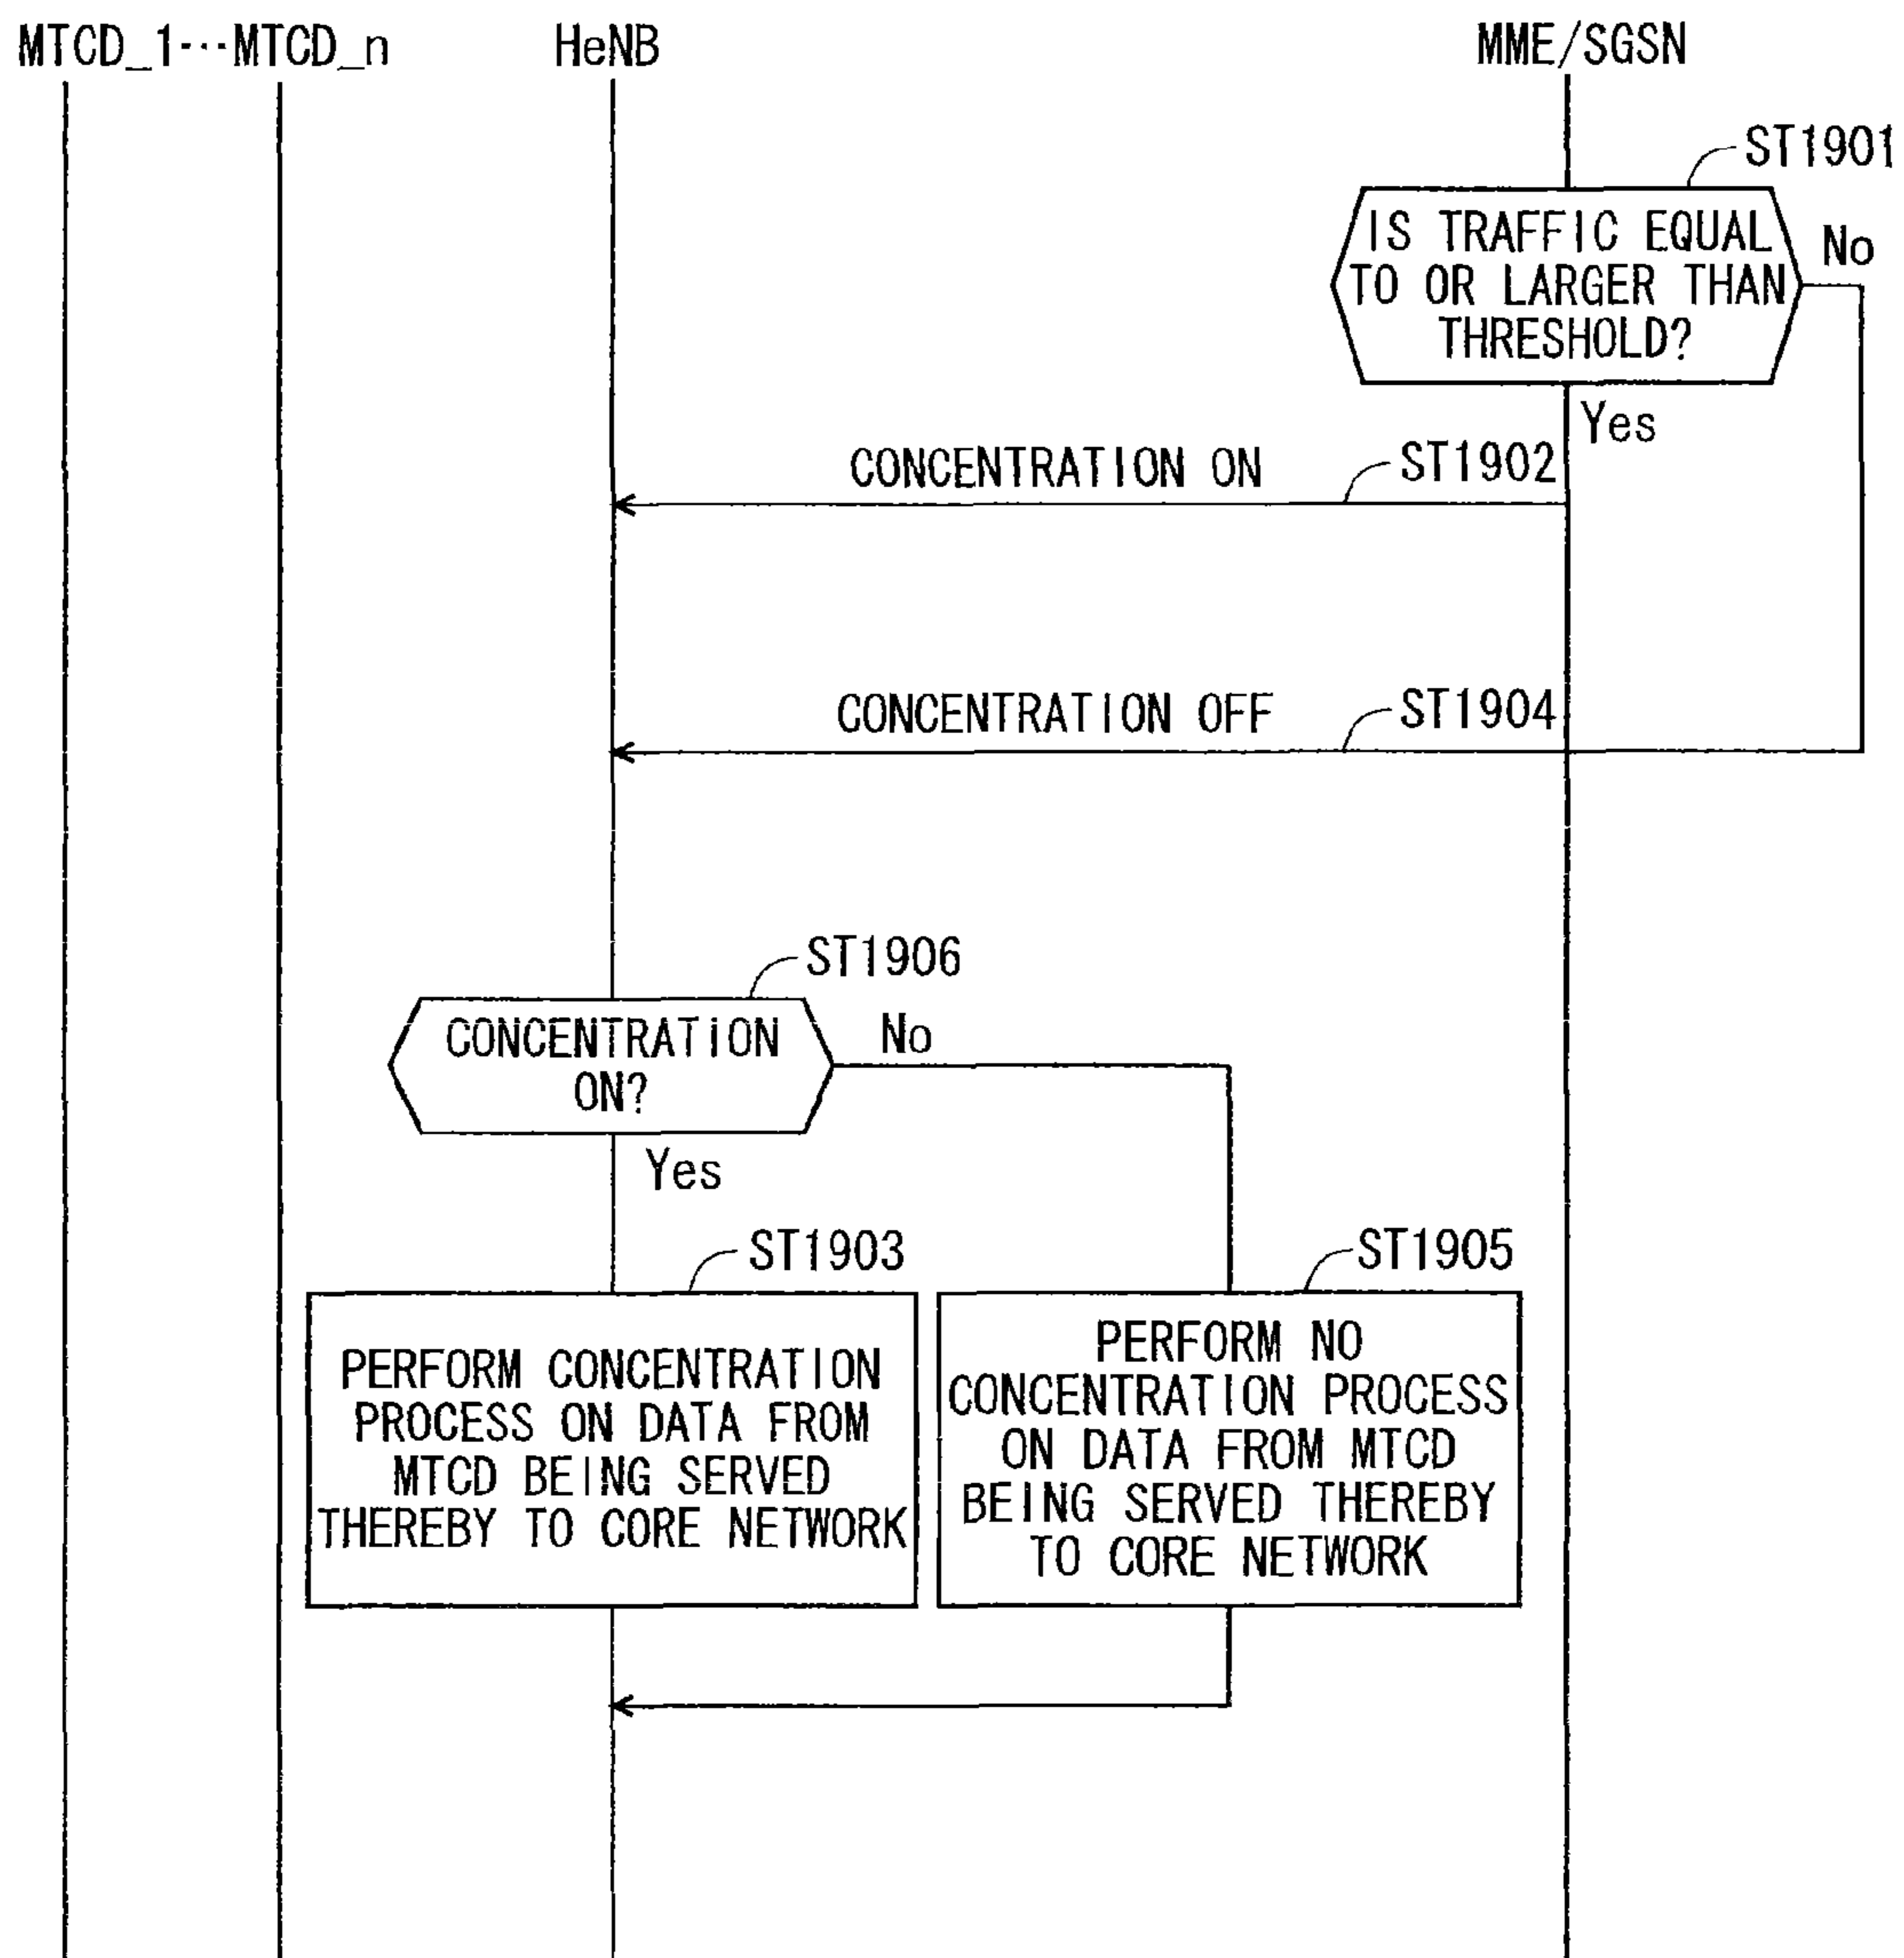 MTCD_1···MTCD_n
HeNB
MME/SGSN
ST1901
IS TRAFFIC EQUAL
TO OR LARGER THAN
THRESHOLD?
No
Yes
CONCENTRATION ON
ST1902
CONCENTRATION OFF
ST1904
ST1906
CONCENTRATION
ON?
No
Yes
ST1903
PERFORM CONCENTRATION
PROCESS ON DATA FROM
MTCD BEING SERVED
THEREBY TO CORE NETWORK
ST1905
PERFORM NO
CONCENTRATION PROCESS
ON DATA FROM MTCD
BEING SERVED THEREBY
TO CORE NETWORK